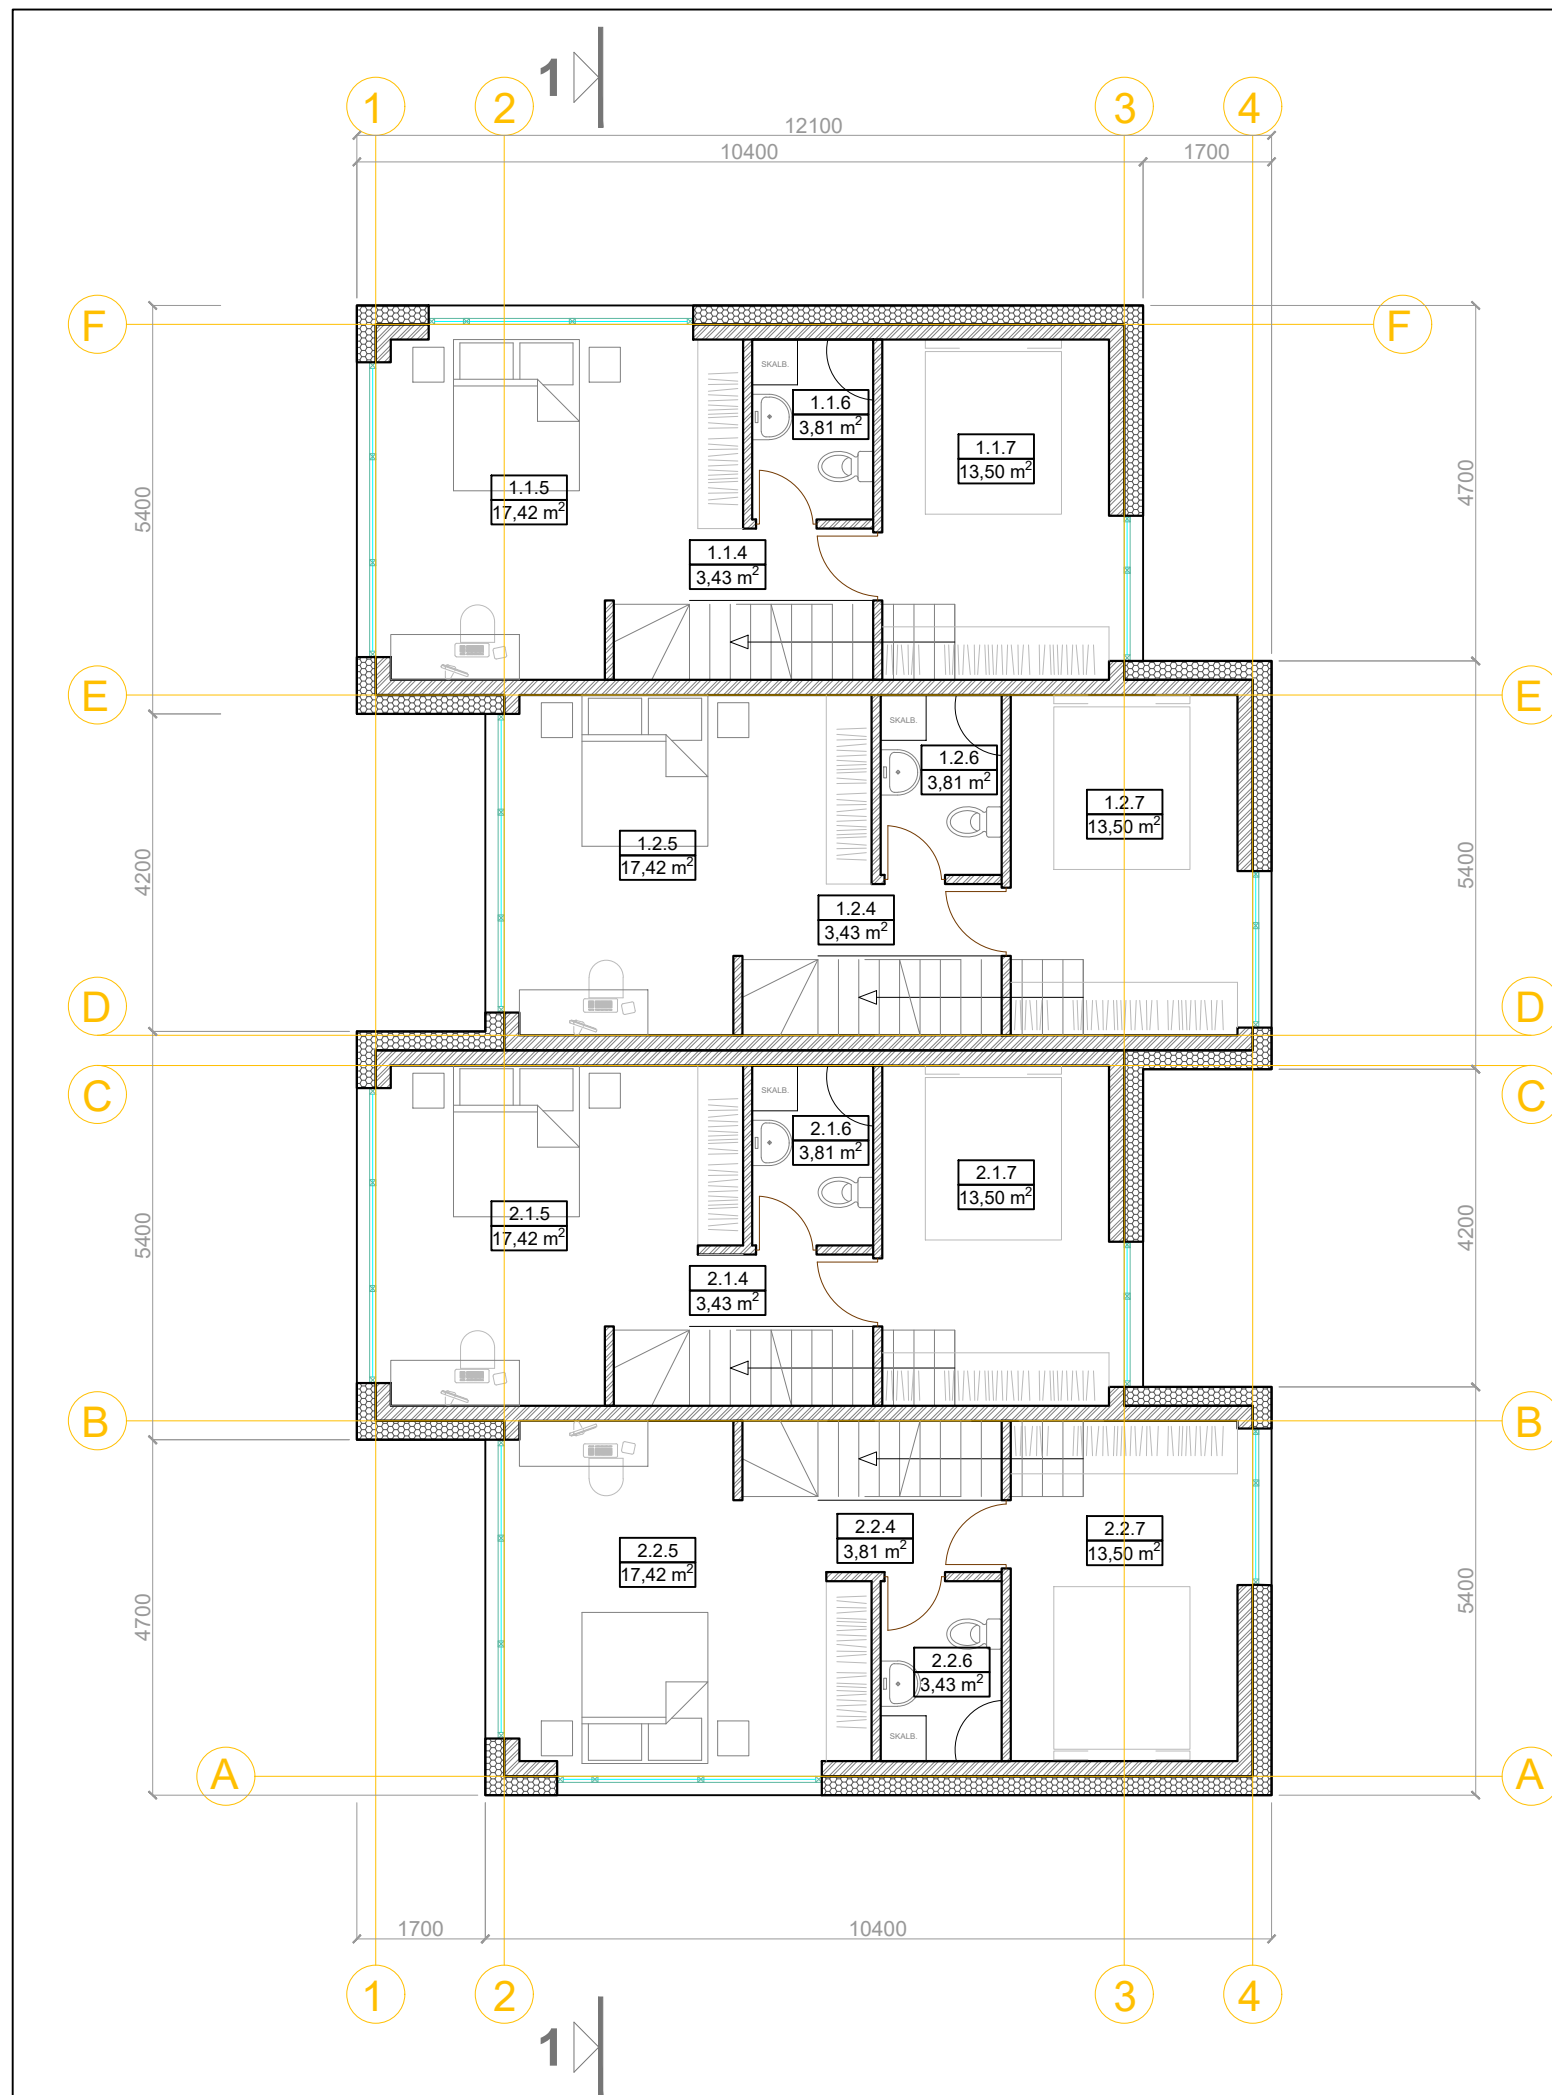 1
1 2 3 4
12100
10400 1700
F F
SKALB.
1.1.6
3,81 m²
1.1.7
13,50 m²
1.1.5
17,42 m²
5400
4700
1.1.4
3,43 m²
E E
SKALB.
1.2.6
3,81 m²
1.2.7
13,50 m²
1.2.5
17,42 m²
4200
5400
1.2.4
3,43 m²
D D
C C
SKALB.
2.1.6
3,81 m²
2.1.7
13,50 m²
2.1.5
17,42 m²
5400
4200
2.1.4
3,43 m²
B B
2.2.4
3,81 m²
2.2.7
13,50 m²
2.2.5
17,42 m²
4700
5400
2.2.6
3,43 m²
SKALB.
A A
1700 10400
1 2 3 4
1